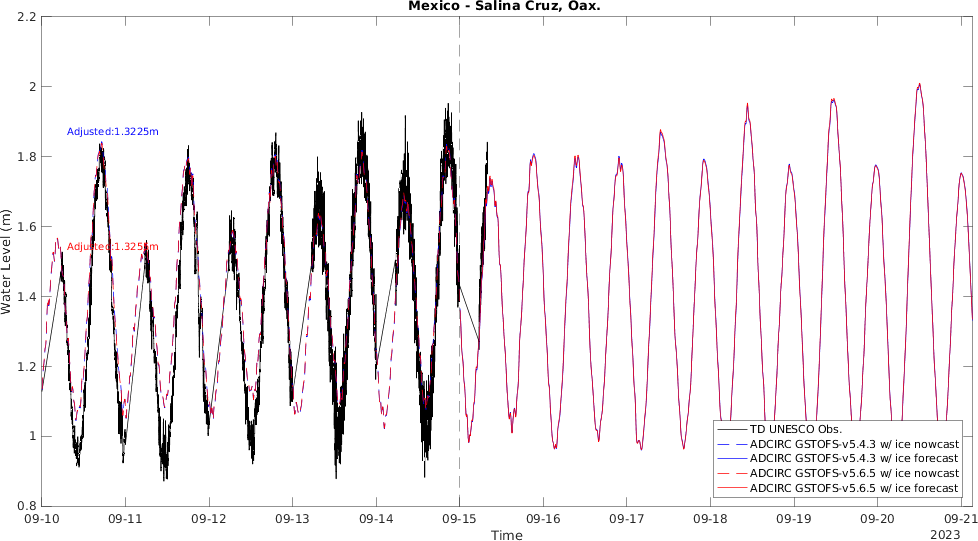 Mexico - Salina Cruz, Oax.
Water Level (m)
2.2
2
1.8
1.6
1.4
1.2
1
0.8
Adjusted:1.3225m
Adjusted:1.3255m
TD UNESCO Obs.
ADCIRC GSTOFS-v5.4.3 w/ ice nowcast
ADCIRC GSTOFS-v5.4.3 w/ ice forecast
ADCIRC GSTOFS-v5.6.5 w/ ice nowcast
ADCIRC GSTOFS-v5.6.5 w/ ice forecast
09-10 09-11 09-12 09-13 09-14 09-15 09-16 09-17 09-18 09-19 09-20 09-21
Time
2023